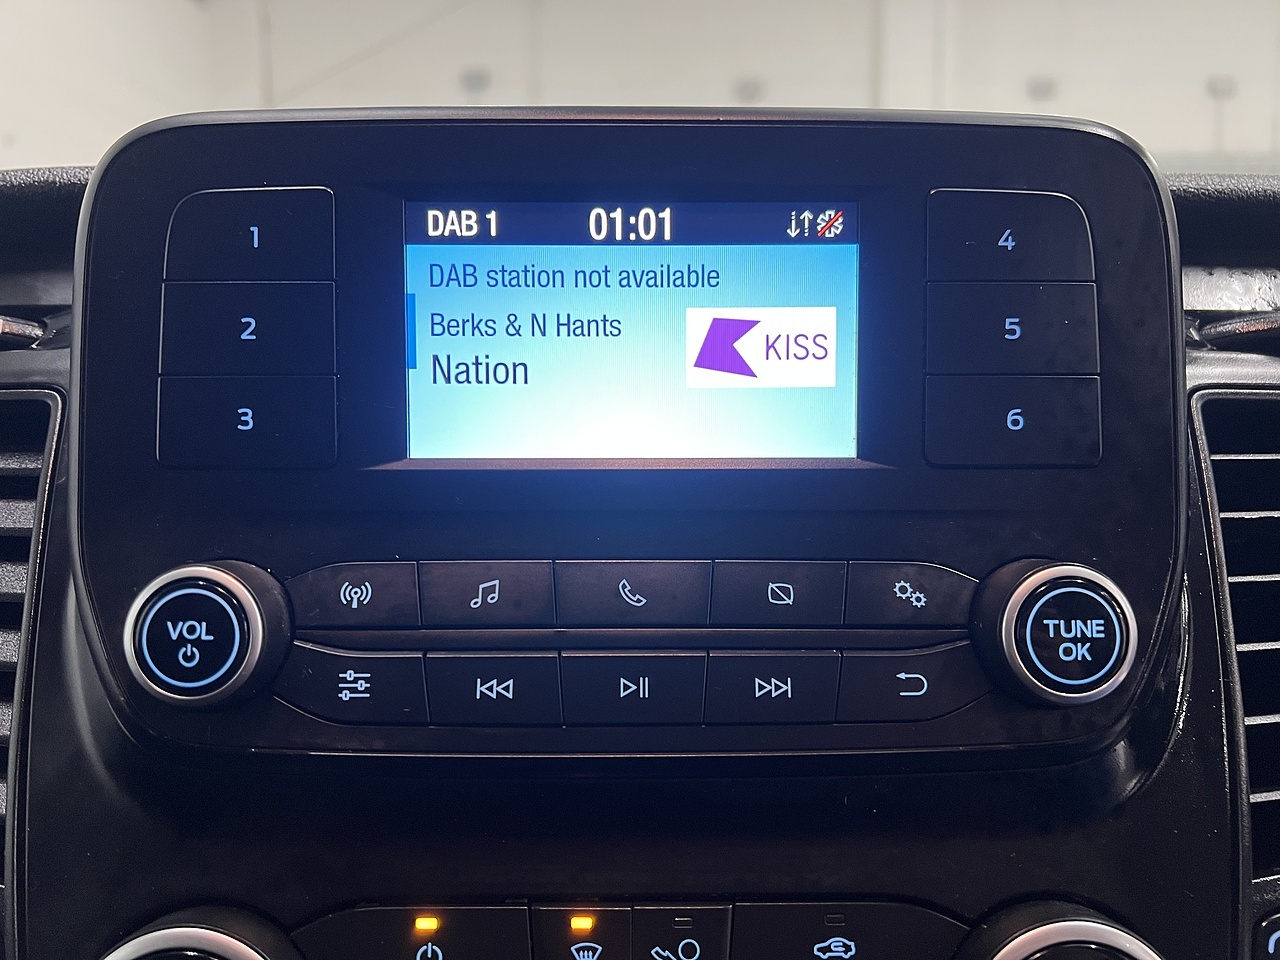 DAB 1 01:01
DAB station not available
Berks & N Hants
Nation
KISS
1
2
3
4
5
6
VOL
TUNE
OK